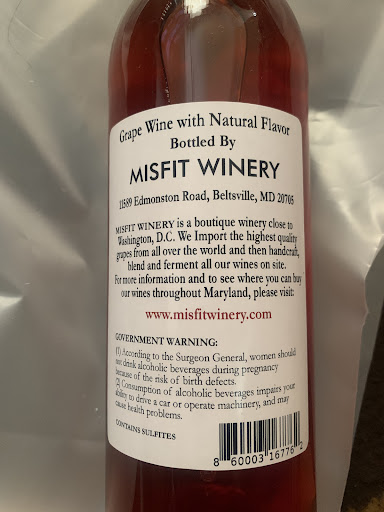 Grape Wine with Natural Flavor
Bottled By
MISFIT WINERY
11589 Edmonston Road, Beltsville, MD 20705
MISFIT WINERY is a boutique winery close to
Washington, D.C. We Import the highest quality
grapes from all over the world and then handcraft,
blend and ferment all our wines on site.
For more information and to see where you can buy
our wines throughout Maryland, please visit:
www.misfitwinery.com
GOVERNMENT WARNING:
(1) According to the Surgeon General, women should
not drink alcoholic beverages during pregnancy
because of the risk of birth defects.
(2) Consumption of alcoholic beverages impairs your
ability to drive a car or operate machinery, and may
cause health problems.
CONTAINS SULFITES
8 60003 16776 2